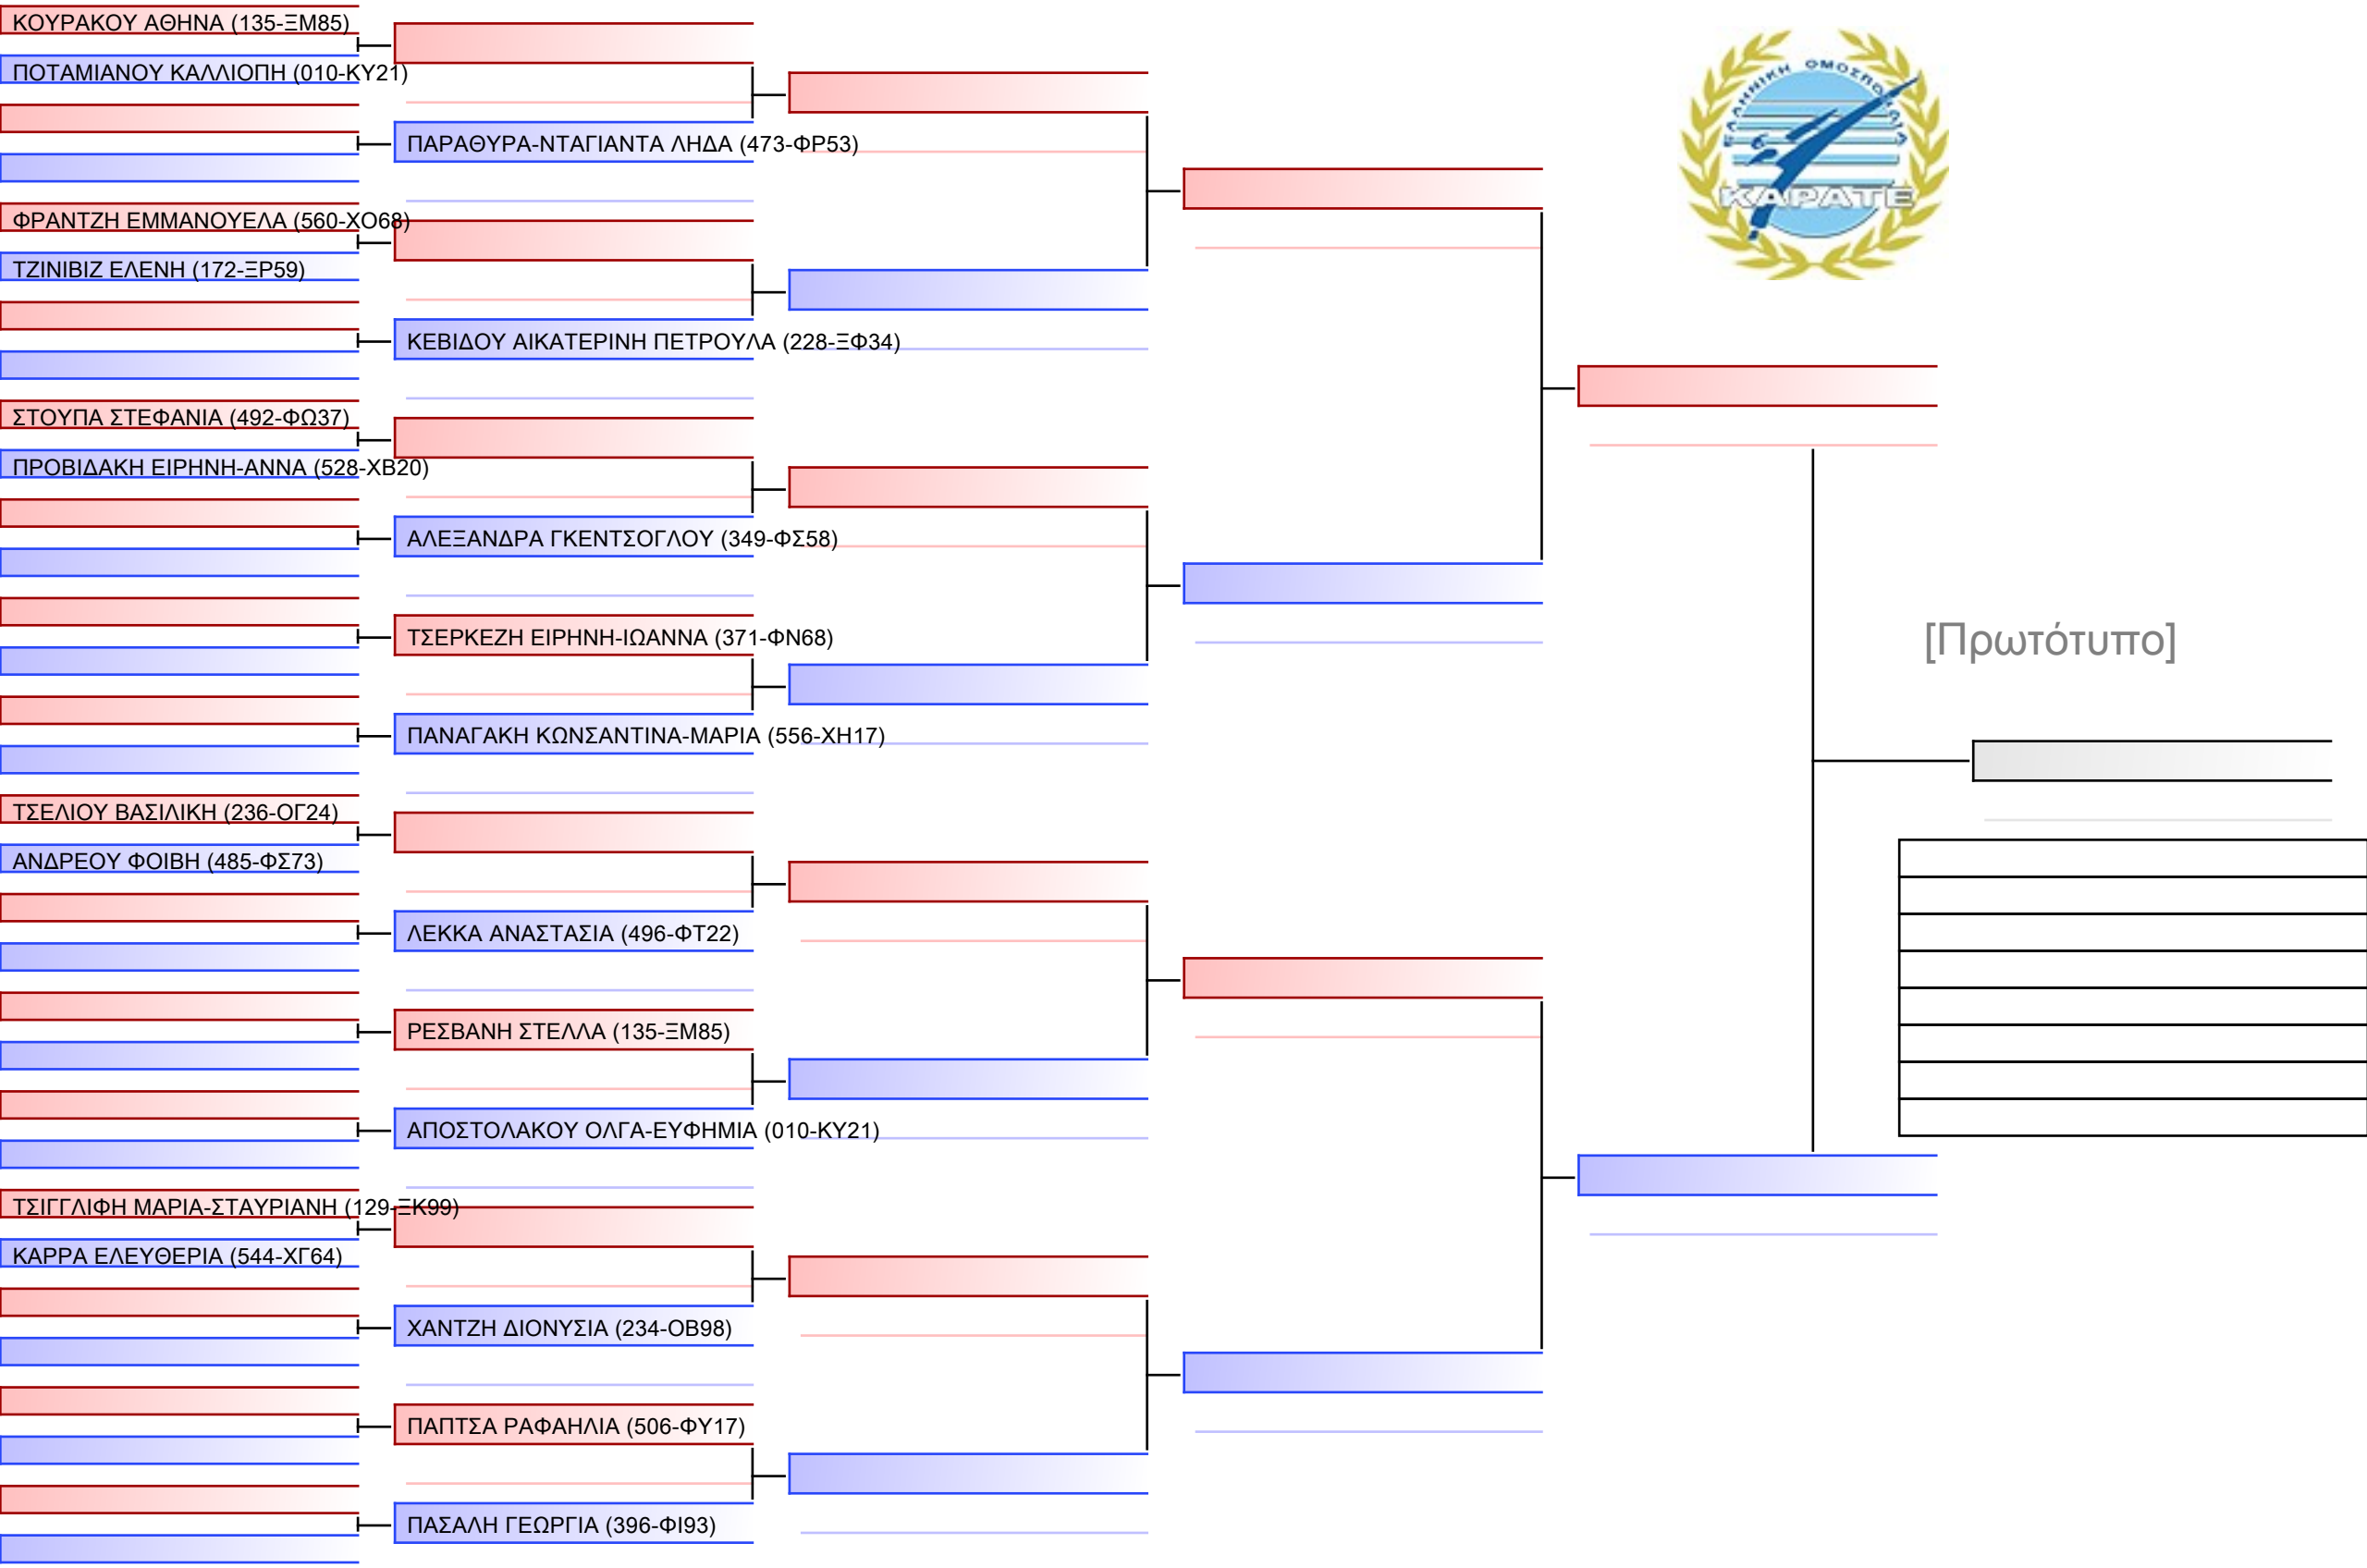 ΚΟΥΡΑΚΟΥ ΑΘΗΝΑ (135-ΞΜ85)
ΠΟΤΑΜΙΑΝΟΥ ΚΑΛΛΙΟΠΗ (010-ΚΥ21)
ΠΑΡΑΘΥΡΑ-ΝΤΑΓΙΑΝΤΑ ΛΗΔΑ (473-ΦΡ53)
ΦΡΑΝΤΖΗ ΕΜΜΑΝΟΥΕΛΑ (560-ΧΟ68)
ΤΖΙΝΙΒΙΖ ΕΛΕΝΗ (172-ΞΡ59)
ΚΕΒΙΔΟΥ ΑΙΚΑΤΕΡΙΝΗ ΠΕΤΡΟΥΛΑ (228-ΞΦ34)
ΣΤΟΥΠΑ ΣΤΕΦΑΝΙΑ (492-ΦΩ37)
ΠΡΟΒΙΔΑΚΗ ΕΙΡΗΝΗ-ΑΝΝΑ (528-ΧΒ20)
ΑΛΕΞΑΝΔΡΑ ΓΚΕΝΤΣΟΓΛΟΥ (349-ΦΣ58)
ΤΣΕΡΚΕΖΗ ΕΙΡΗΝΗ-ΙΩΑΝΝΑ (371-ΦΝ68)
ΠΑΝΑΓΑΚΗ ΚΩΝΣΑΝΤΙΝΑ-ΜΑΡΙΑ (556-ΧΗ17)
ΤΣΕΛΙΟΥ ΒΑΣΙΛΙΚΗ (236-ΟΓ24)
ΑΝΔΡΕΟΥ ΦΟΙΒΗ (485-ΦΣ73)
ΛΕΚΚΑ ΑΝΑΣΤΑΣΙΑ (496-ΦΤ22)
ΡΕΣΒΑΝΗ ΣΤΕΛΛΑ (135-ΞΜ85)
ΑΠΟΣΤΟΛΑΚΟΥ ΟΛΓΑ-ΕΥΦΗΜΙΑ (010-ΚΥ21)
ΤΣΙΓΓΛΙΦΗ ΜΑΡΙΑ-ΣΤΑΥΡΙΑΝΗ (129-ΞΚ99)
ΚΑΡΡΑ ΕΛΕΥΘΕΡΙΑ (544-ΧΓ64)
ΧΑΝΤΖΗ ΔΙΟΝΥΣΙΑ (234-ΟΒ98)
ΠΑΠΤΣΑ ΡΑΦΑΗΛΙΑ (506-ΦΥ17)
ΠΑΣΑΛΗ ΓΕΩΡΓΙΑ (396-ΦΙ93)
ΕΛΛΗΝΙΚΗ ΟΜΟΣΠΟΝΔΙΑ
ΚΑΡΑΤΕ
[Πρωτότυπο]